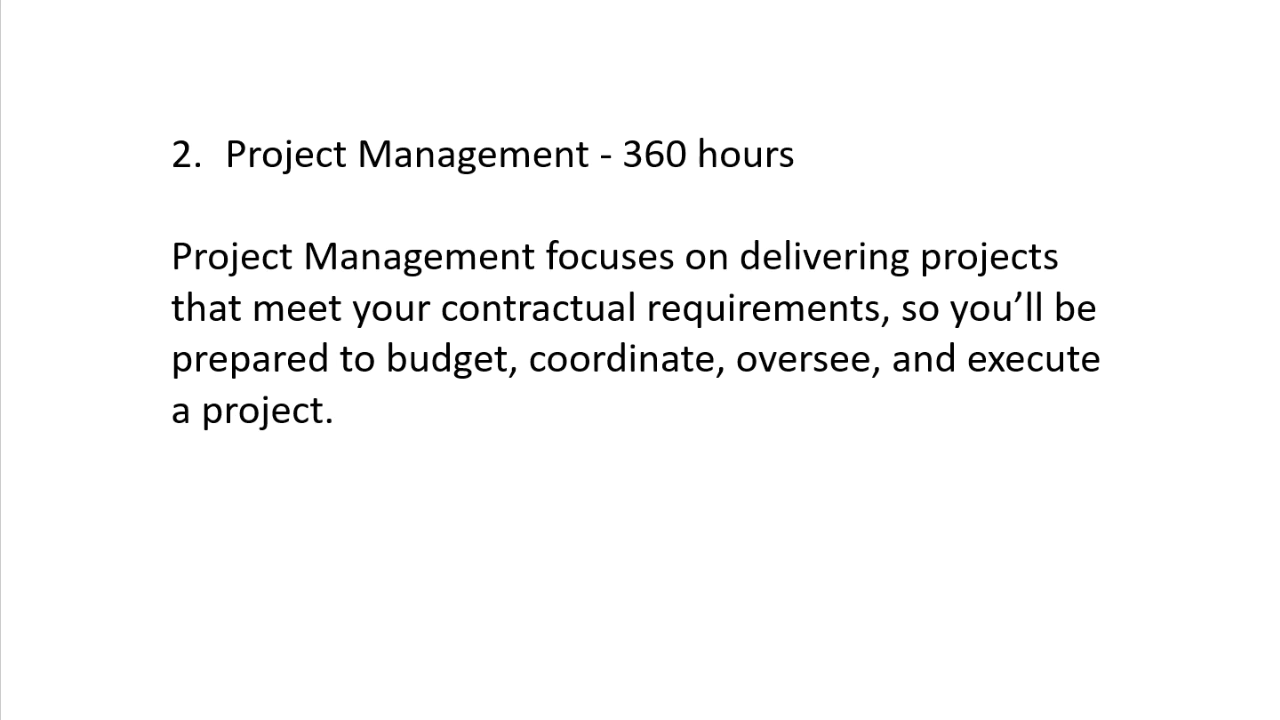 2. Project Management - 360 hours
Project Management focuses on delivering projects
that meet your contractual requirements, so you’ll be
prepared to budget, coordinate, oversee, and execute
a project.